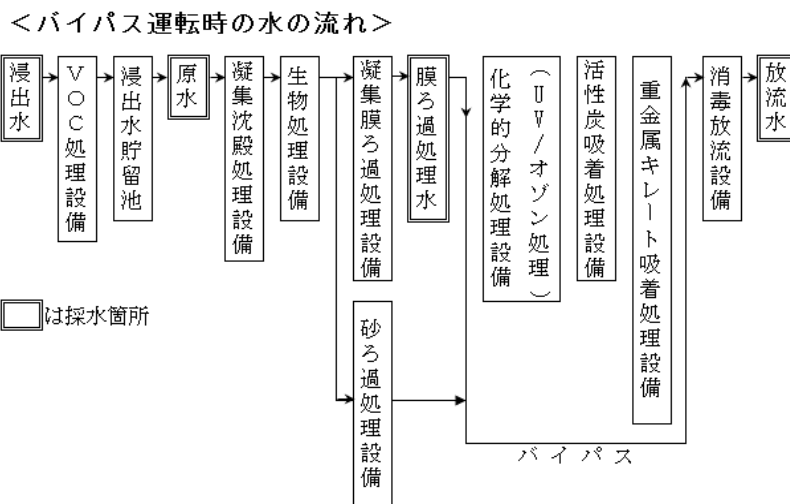 ＜バイパス運転時の水の流れ＞
浸出水
VOC処理設備
浸出水貯留池
原水
凝集沈殿処理設備
生物処理設備
凝集膜ろ過処理設備
膜ろ過処理水
化学的分解処理設備
（UV/オゾン処理）
活性炭吸着処理設備
重金属キレート吸着処理設備
消毒放流設備
放流水
は採水箇所
砂ろ過処理設備
バイパス